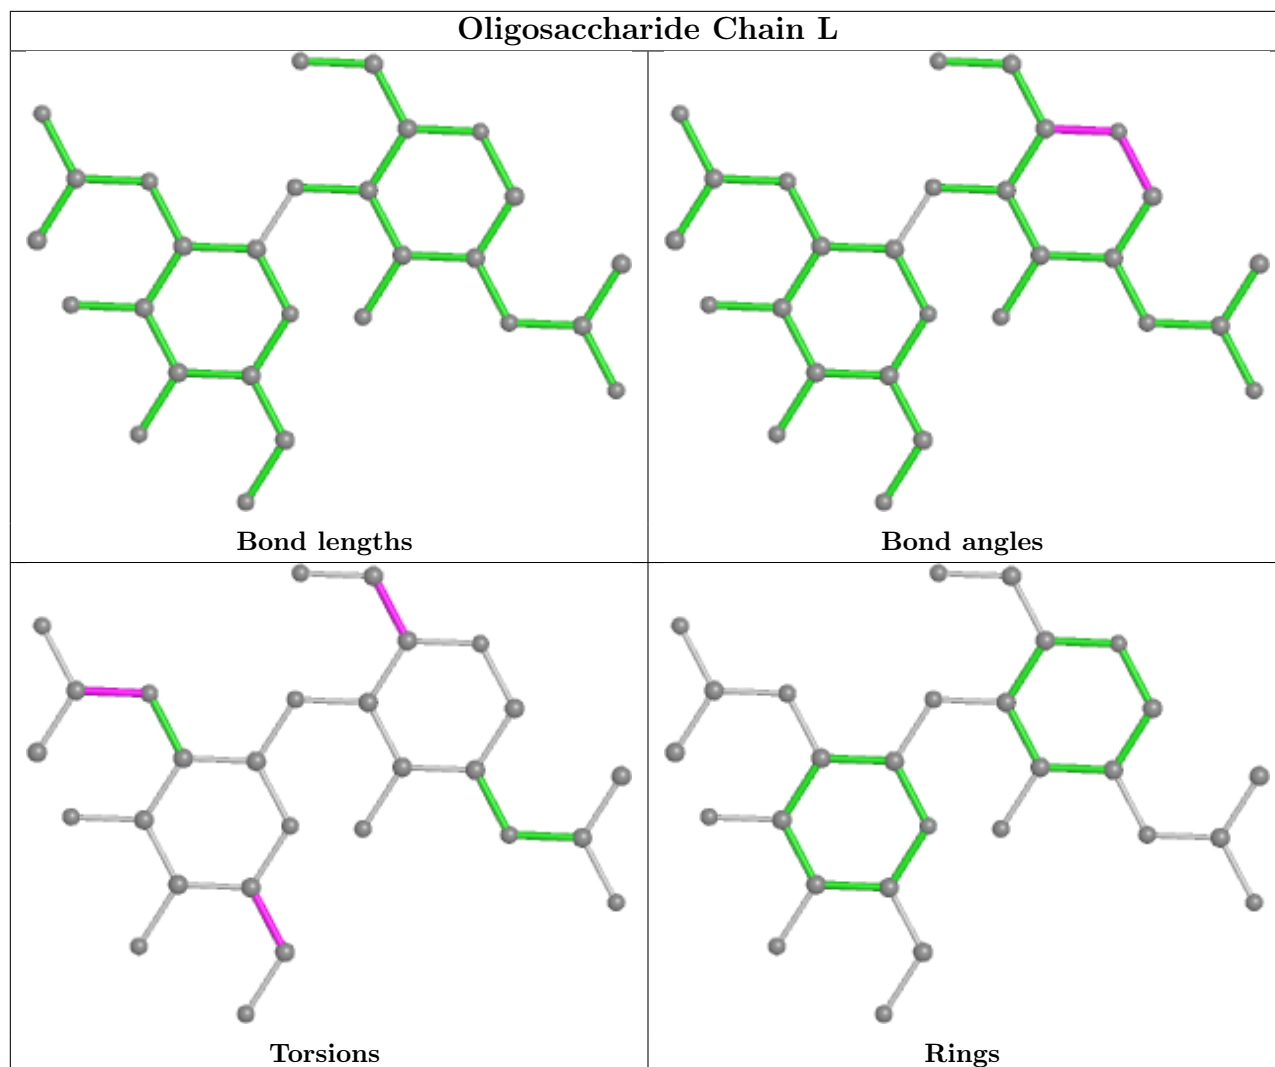 Oligosaccharide Chain L
Bond lengths
Bond angles
Torsions
Rings